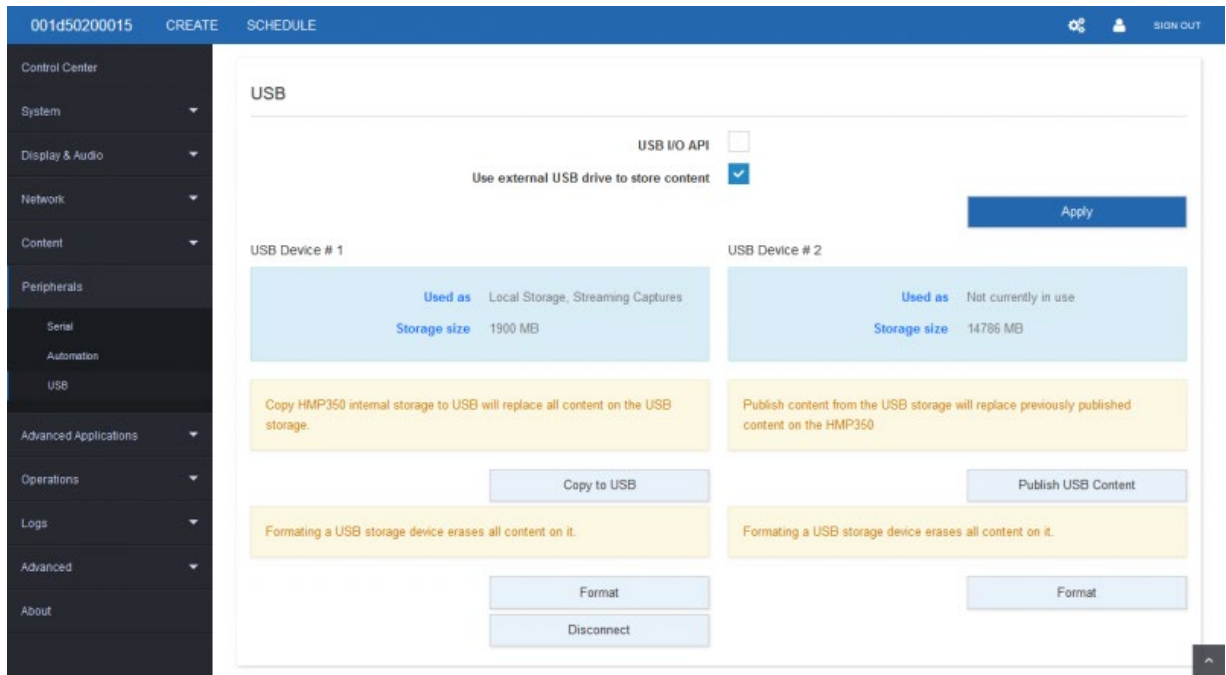 001d50200015 CREATE SCHEDULE SIGN OUT
Control Center
System
Display & Audio
Network
Content
Peripherals
Serial
Automation
USB
Advanced Applications
Operations
Logs
Advanced
About
USB
USB I/O API
Use external USB drive to store content
Apply
USB Device # 1
Used as Local Storage, Streaming Captures
Storage size 1900 MB
Copy HMP350 internal storage to USB will replace all content on the USB
storage.
Copy to USB
Formating a USB storage device erases all content on it.
Format
Disconnect
USB Device # 2
Used as Not currently in use
Storage size 14786 MB
Publish content from the USB storage will replace previously published
content on the HMP350
Publish USB Content
Formating a USB storage device erases all content on it.
Format